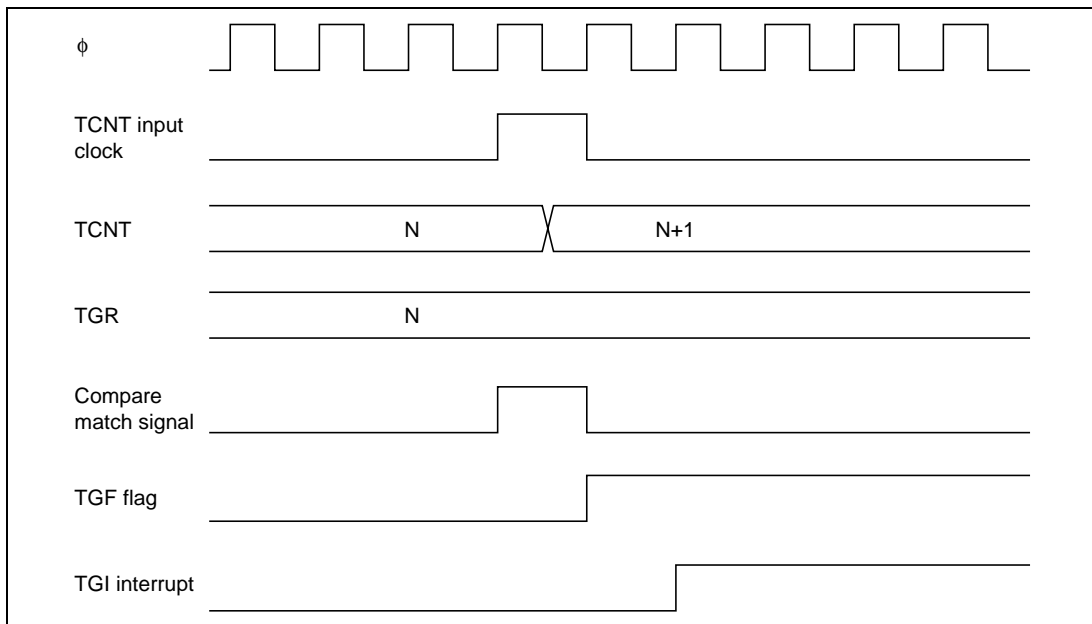 ϕ
TCNT input
clock
TCNT
N
N+1
TGR
N
Compare
match signal
TGF flag
TGI interrupt